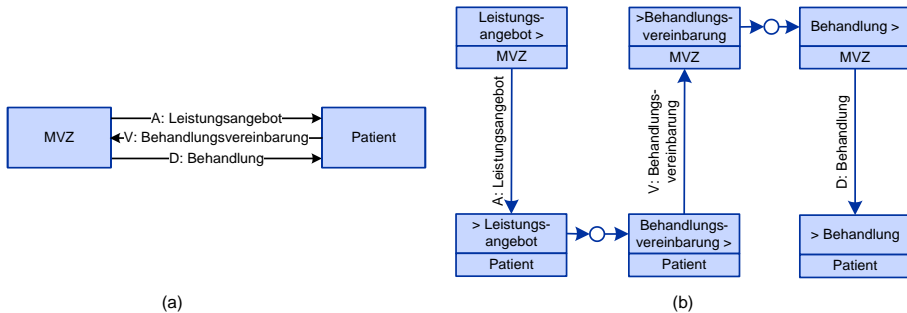 MVZ
A: Leistungsangebot
V: Behandlungsvereinbarung
D: Behandlung
Patient
(a)
Leistungs-
angebot >
MVZ
>Behandlungs-
vereinbarung
MVZ
Behandlung >
MVZ
A: Leistungsangebot
V: Behandlungs-
vereinbarung
D: Behandlung
> Leistungs-
angebot
Patient
Behandlungs-
vereinbarung >
Patient
> Behandlung
Patient
(b)